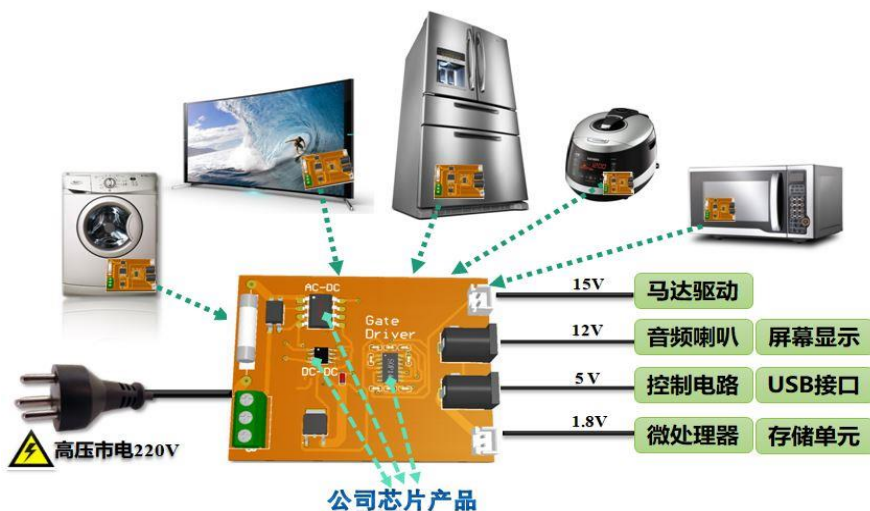 AC-DC
Gate
Driver
DC-DC
15V
马达驱动
12V
音频喇叭
屏幕显示
5 V
控制电路
USB接口
1.8V
微处理器
存储单元
高压市电220V
公司芯片产品